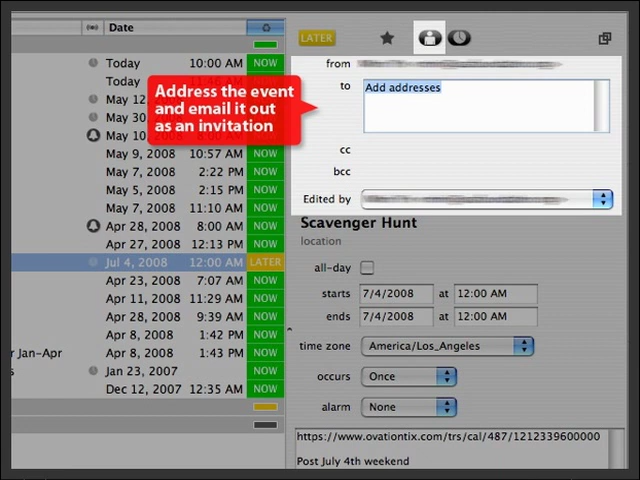 Date
LATER
NOW
Today 10:00 AM NOW
from
Today NOW
to Add addresses
May 12, NOW
Address the event
and email it out
as an invitation
May 30, NOW
May 10, NOW
cc
May 9, 2008 10:57 AM NOW
bcc
May 7, 2008 2:22 PM NOW
May 5, 2008 2:15 PM NOW
Edited by
May 7, 2008 11:10 AM NOW
Apr 28, 2008 8:00 AM NOW
Scavenger Hunt
Apr 27, 2008 12:13 PM NOW
location
Jul 4, 2008 12:00 AM LATER
all-day
Apr 23, 2008 7:07 AM NOW
starts 7/4/2008 at 12:00 AM
Apr 11, 2008 11:29 AM NOW
Apr 28, 2008 9:39 AM NOW
ends 7/4/2008 at 12:00 AM
Apr 8, 2008 1:42 PM NOW
time zone America/Los_Angeles
r Jan-Apr Apr 8, 2008 1:43 PM NOW
s Jan 23, 2007 NOW
occurs Once
Dec 12, 2007 12:35 AM NOW
alarm None
https://www.ovationtix.com/trs/cal/487/1212339600000
Post July 4th weekend